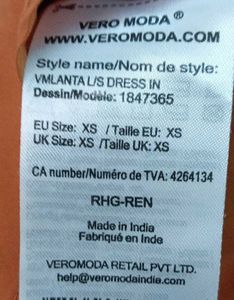 VERO MODA®
WWW.VEROMODA.COM
Style name/Nom de style:
VMLANTA L/S DRESS IN
Dessin/Modèle: 1847365
EU Size: XS /Taille EU: XS
UK Size: XS /Taille UK: XS
CA number/Numéro de TVA: 4264134
RHG-REN
Made in India
Fabriqué en Inde
VEROMODA RETAIL PVT LTD.
help@veromodaindia.com